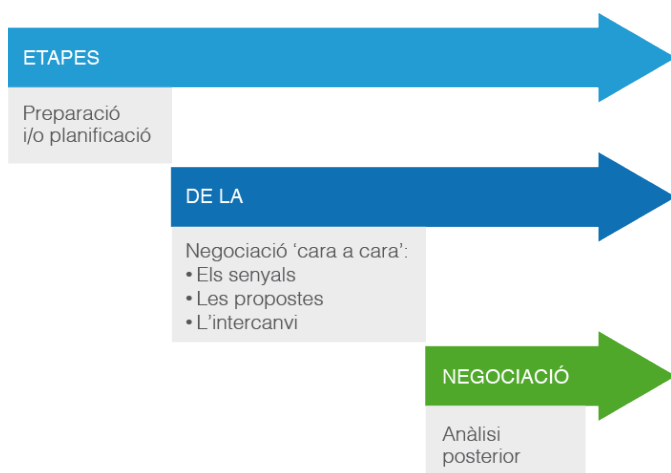 ETAPES
Preparació
i/o planificació
DE LA
Negociació ‘cara a cara’:
• Els senyals
• Les propostes
• L’intercanvi
NEGOCIACIÓ
Anàlisi
posterior